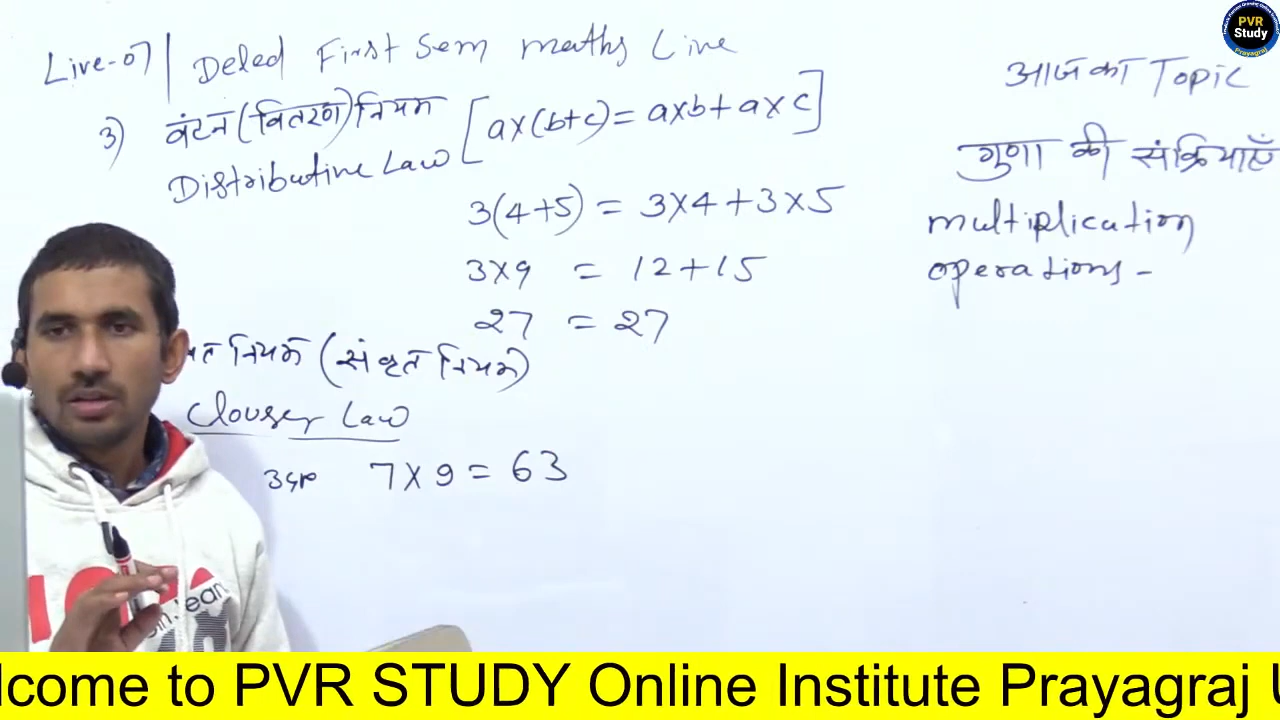 Live-07 | Deled First Sem maths Live
3) वंटन (वितरण) नियम [a×(b+c) = a×b + a×c]
Distributive Law
3(4+5) = 3×4 + 3×5
3×9 = 12+15
27 = 27
त नियम (संवृत नियम)
Clouser Law
7×9 = 63
आज का Topic
गुणा की संक्रियाएँ
multiplication
operations -
PVR
Study
Prayagraj
lcome to PVR STUDY Online Institute Prayagraj U